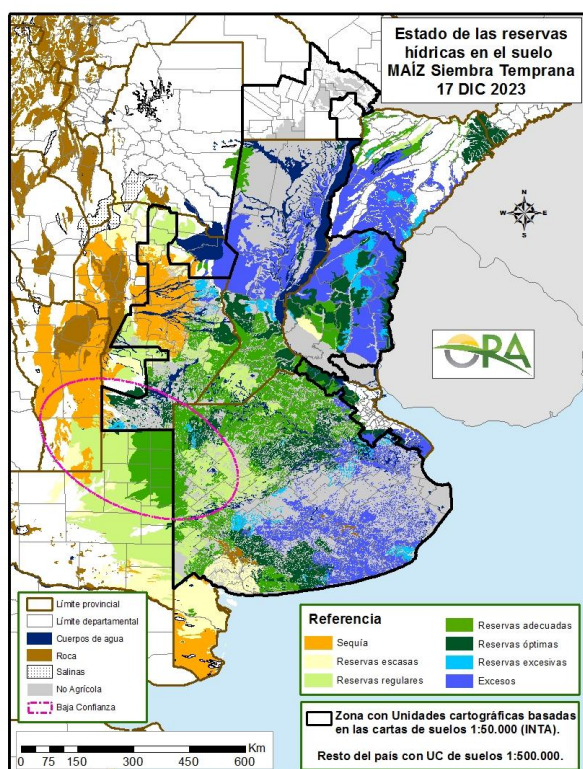 Estado de las reservas
hídricas en el suelo
MAÍZ Siembra Temprana
17 DIC 2023
N
W E
S
ORA
Límite provincial
Límite departamental
Cuerpos de agua
Roca
Salinas
No Agrícola
Baja Confianza
Referencia
Sequía
Reservas escasas
Reservas regulares
Reservas adecuadas
Reservas óptimas
Reservas excesivas
Excesos
Zona con Unidades cartográficas basadas
en las cartas de suelos 1:50.000 (INTA).
Resto del país con UC de suelos 1:500.000.
Km
0 75 150 300 450 600